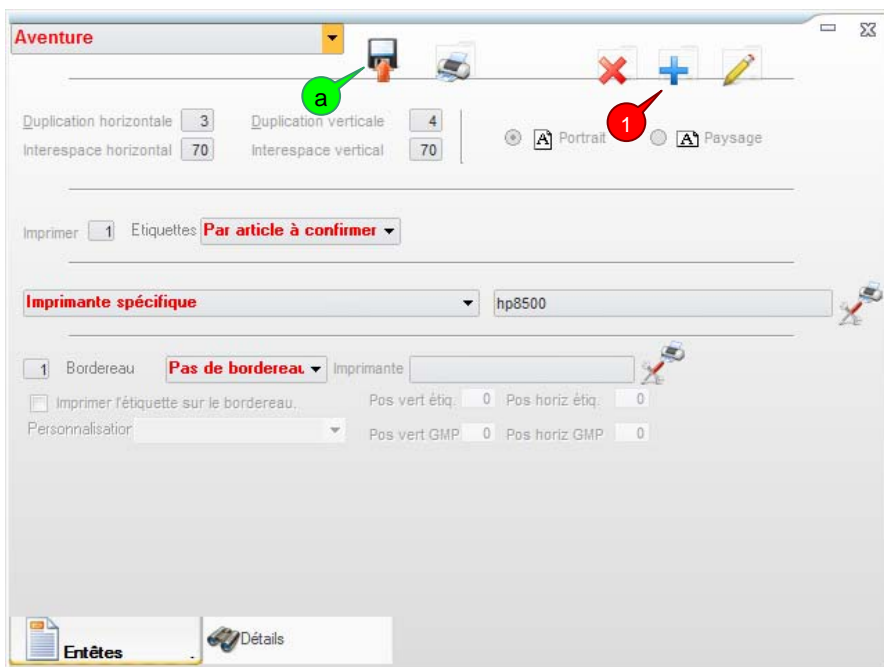 Aventure
a
1
Duplication horizontale 3 Duplication verticale 4
Interespace horizontal 70 Interespace vertical 70
A Portrait A Paysage
Imprimer 1 Etiquettes Par article à confirmer
Imprimante spécifique hp8500
1 Bordereau Pas de bordereau Imprimante
Imprimer l'étiquette sur le bordereau. Pos vert étiq. 0 Pos horiz étiq. 0
Personnalisation Pos vert GMP 0 Pos horiz GMP 0
Entêtes . Détails